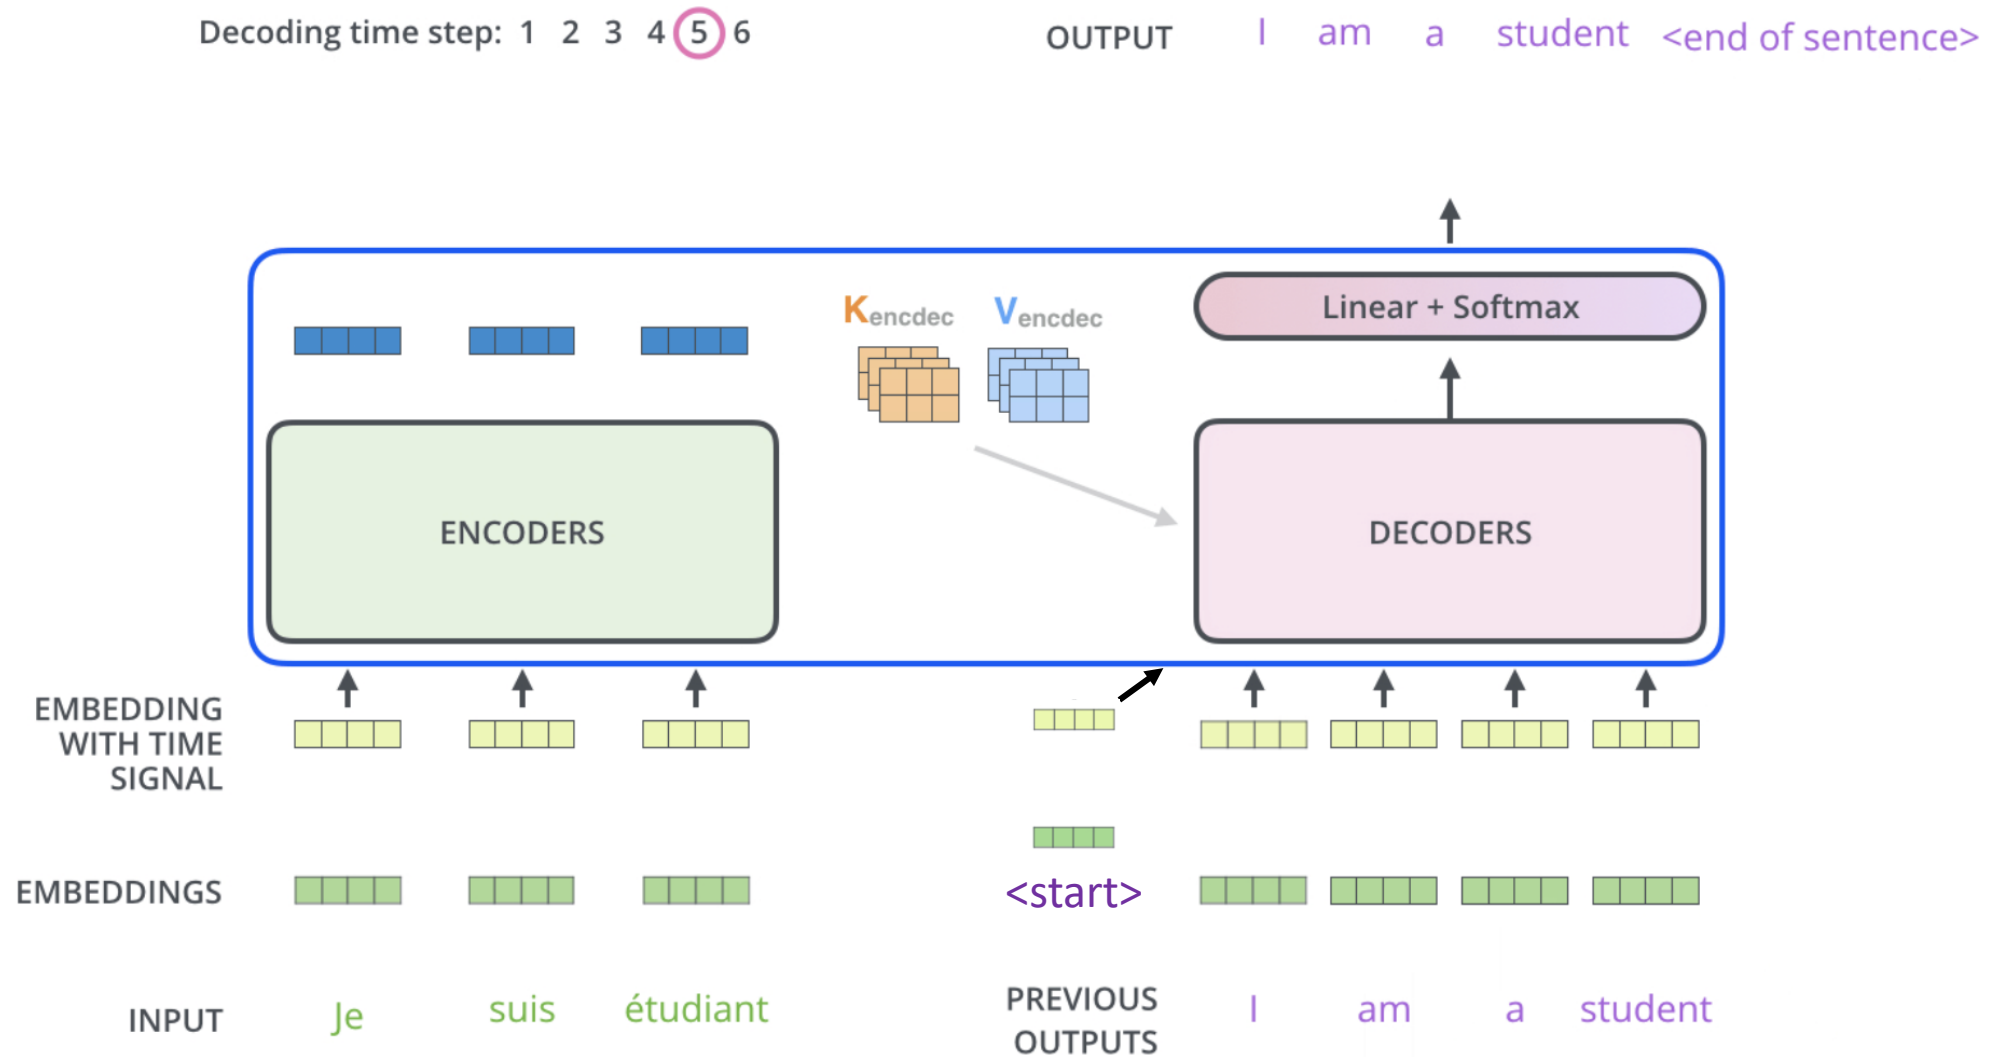 Decoding time step: 1 2 3 4 5 6
OUTPUT I am a student <end of sentence>
Kencdec Vencdec
Linear + Softmax
ENCODERS
DECODERS
EMBEDDING
WITH TIME
SIGNAL
EMBEDDINGS
<start>
INPUT Je suis étudiant
PREVIOUS
OUTPUTS
I am a student